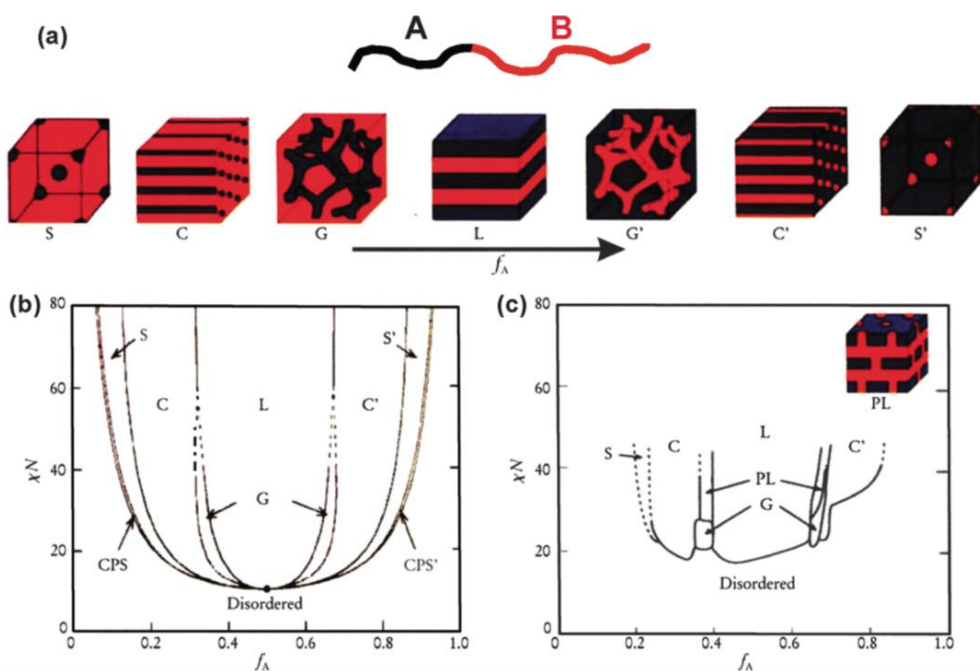 (a)
A B
S C G L G' C' S'
fA
(b)
80
60
40
20
0
χN
S
S'
C
L
C'
G
CPS
CPS'
Disordered
0 0.2 0.4 0.6 0.8 1.0
fA
(c)
80
60
40
20
0
χN
PL
S
C
L
C'
PL
G
Disordered
0 0.2 0.4 0.6 0.8 1.0
fA